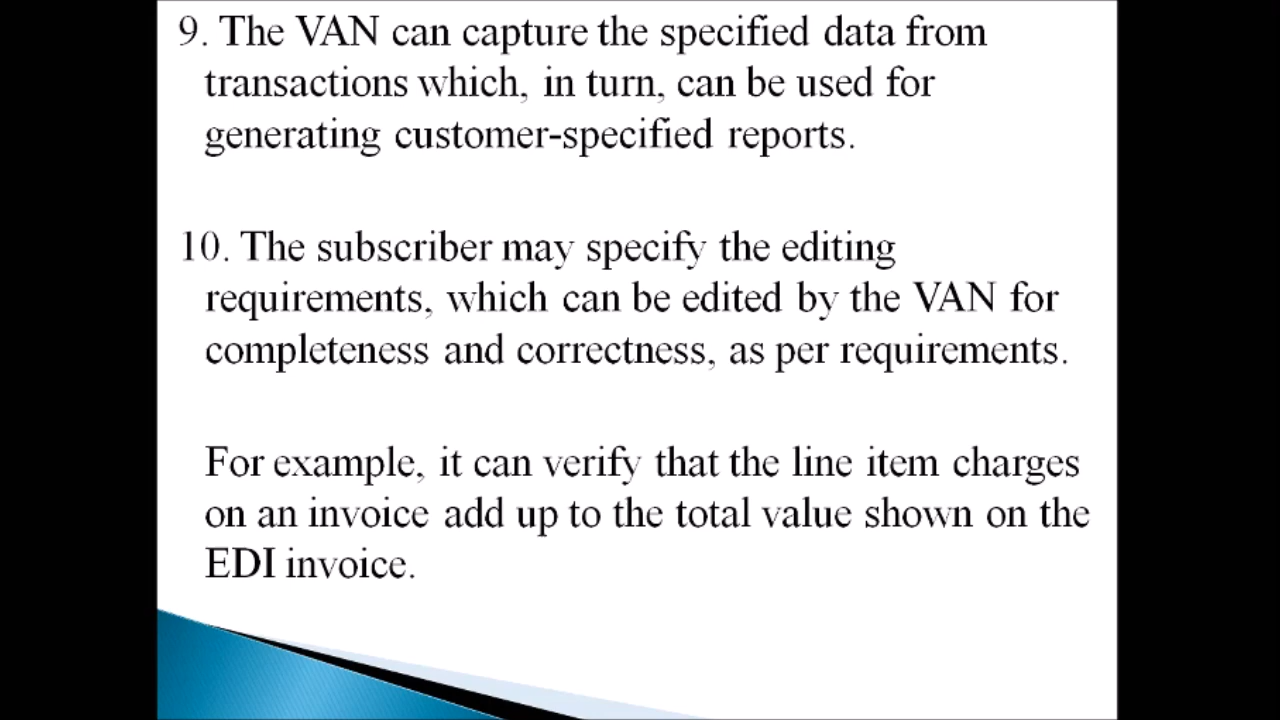 9. The VAN can capture the specified data from
transactions which, in turn, can be used for
generating customer-specified reports.
10. The subscriber may specify the editing
requirements, which can be edited by the VAN for
completeness and correctness, as per requirements.
For example, it can verify that the line item charges
on an invoice add up to the total value shown on the
EDI invoice.